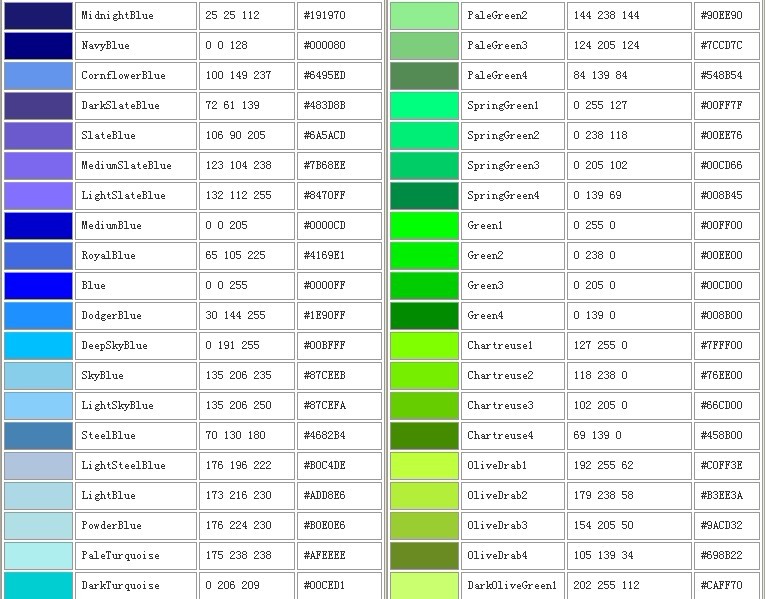 MidnightBlue 25 25 112 #191970 PaleGreen2 144 238 144 #90EE90
NavyBlue 0 0 128 #000080 PaleGreen3 124 205 124 #7CCD7C
CornflowerBlue 100 149 237 #6495ED PaleGreen4 84 139 84 #548B54
DarkSlateBlue 72 61 139 #483D8B SpringGreen1 0 255 127 #00FF7F
SlateBlue 106 90 205 #6A5ACD SpringGreen2 0 238 118 #00EE76
MediumSlateBlue 123 104 238 #7B68EE SpringGreen3 0 205 102 #00CD66
LightSlateBlue 132 112 255 #8470FF SpringGreen4 0 139 69 #008B45
MediumBlue 0 0 205 #0000CD Green1 0 255 0 #00FF00
RoyalBlue 65 105 225 #4169E1 Green2 0 238 0 #00EE00
Blue 0 0 255 #0000FF Green3 0 205 0 #00CD00
DodgerBlue 30 144 255 #1E90FF Green4 0 139 0 #008B00
DeepSkyBlue 0 191 255 #00BFFF Chartreuse1 127 255 0 #7FFF00
SkyBlue 135 206 235 #87CEEB Chartreuse2 118 238 0 #76EE00
LightSkyBlue 135 206 250 #87CEFA Chartreuse3 102 205 0 #66CD00
SteelBlue 70 130 180 #4682B4 Chartreuse4 69 139 0 #458B00
LightSteelBlue 176 196 222 #B0C4DE OliveDrab1 192 255 62 #C0FF3E
LightBlue 173 216 230 #ADD8E6 OliveDrab2 179 238 58 #B3EE3A
PowderBlue 176 224 230 #B0E0E6 OliveDrab3 154 205 50 #9ACD32
PaleTurquoise 175 238 238 #AFEEEE OliveDrab4 105 139 34 #698B22
DarkTurquoise 0 206 209 #00CED1 DarkOliveGreen1 202 255 112 #CAFF70